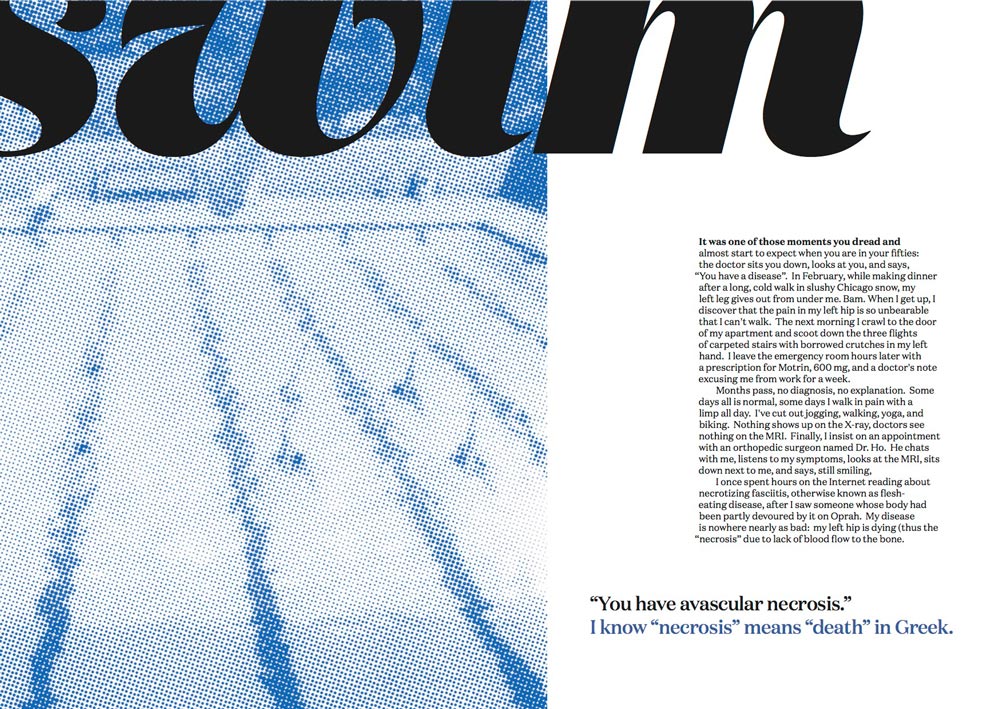 swim
It was one of those moments you dread and
almost start to expect when you are in your fifties:
the doctor sits you down, looks at you, and says,
“You have a disease”. In February, while making dinner
after a long, cold walk in slushy Chicago snow, my
left leg gives out from under me. Bam. When I get up, I
discover that the pain in my left hip is so unbearable
that I can't walk. The next morning I crawl to the door
of my apartment and scoot down the three flights
of carpeted stairs with borrowed crutches in my left
hand. I leave the emergency room hours later with
a prescription for Motrin, 600 mg, and a doctor's note
excusing me from work for a week.
Months pass, no diagnosis, no explanation. Some
days all is normal, some days I walk in pain with a
limp all day. I've cut out jogging, walking, yoga, and
biking. Nothing shows up on the X-ray, doctors see
nothing on the MRI. Finally, I insist on an appointment
with an orthopedic surgeon named Dr. Ho. He chats
with me, listens to my symptoms, looks at the MRI, sits
down next to me, and says, still smiling,
I once spent hours on the Internet reading about
necrotizing fasciitis, otherwise known as flesh-
eating disease, after I saw someone whose body had
been partly devoured by it on Oprah. My disease
is nowhere nearly as bad: my left hip is dying (thus the
“necrosis” due to lack of blood flow to the bone.
“You have avascular necrosis.”
I know “necrosis” means “death” in Greek.